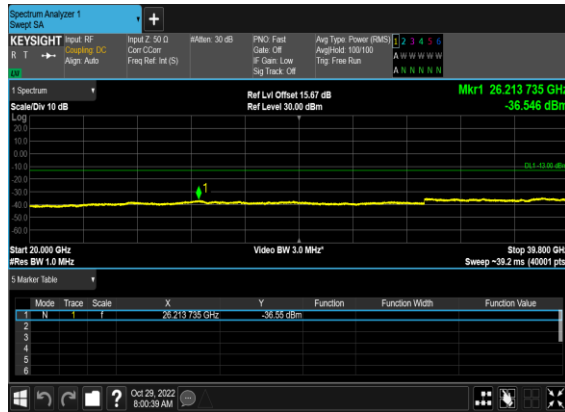 Spectrum Analyzer 1
Swept SA
+
KEYSIGHT Input: RF Input Z: 50 Ω #Atten: 30 dB PNO: Fast Avg Type: Power (RMS) 1 2 3 4 5 6
R T Coupling: DC Corr CCorr Gate: Off Avg|Hold: 100/100 A W W W W W
Align: Auto Freq Ref: Int (S) IF Gain: Low Trig: Free Run
Sig Track: Off A N N N N N
1 Spectrum Ref Lvl Offset 15.67 dB Mkr1 26.213 735 GHz
Scale/Div 10 dB Ref Level 30.00 dBm -36.546 dBm
Log
20.0
10.0
0.00
-10.0 DL1 -13.00 dBm
-20.0
-30.0 1
-40.0
-50.0
-60.0
Start 20.000 GHz Video BW 3.0 MHz* Stop 39.800 GHz
#Res BW 1.0 MHz Sweep ~39.2 ms (40001 pts)
5 Marker Table
Mode Trace Scale X Y Function Function Width Function Value
1 N 1 f 26.213 735 GHz -36.55 dBm
2
3
4
5
6
? Oct 29, 2022
8:00:39 AM